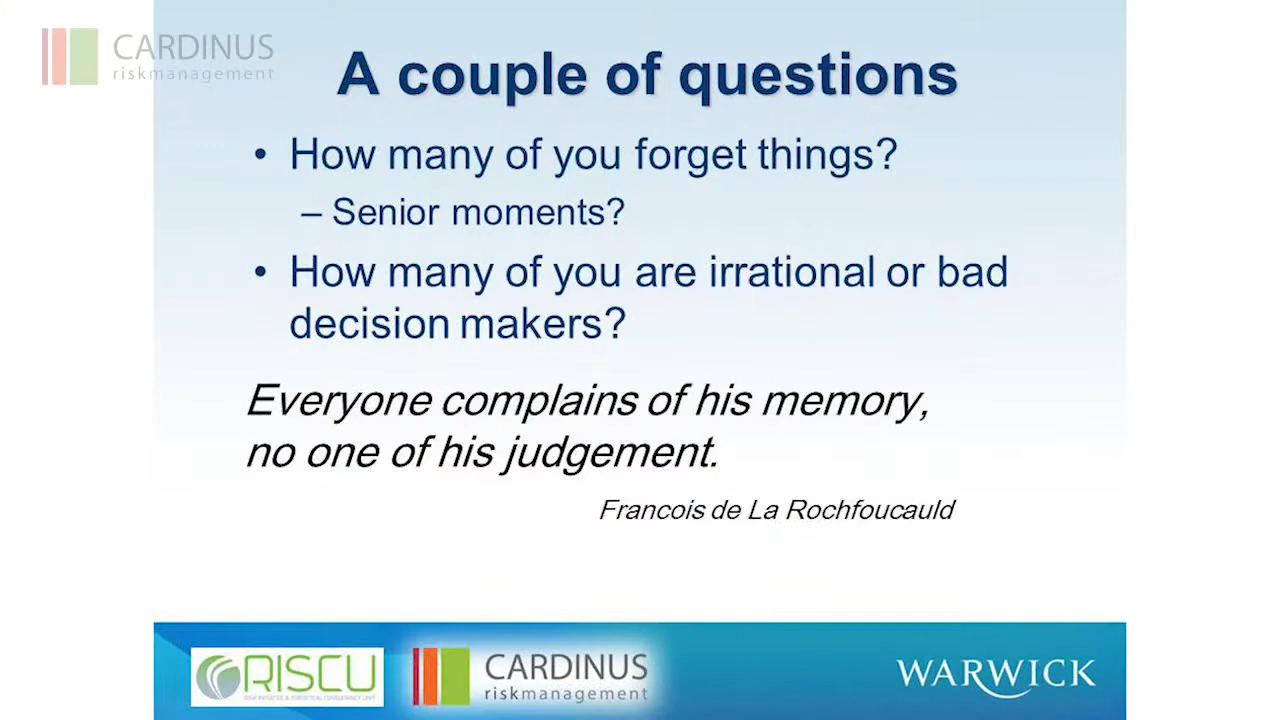 CARDINUS
riskmanagement
A couple of questions
• How many of you forget things?
– Senior moments?
• How many of you are irrational or bad
decision makers?
Everyone complains of his memory,
no one of his judgement.
Francois de La Rochfoucauld
RISCU
CARDINUS
riskmanagement
WARWICK